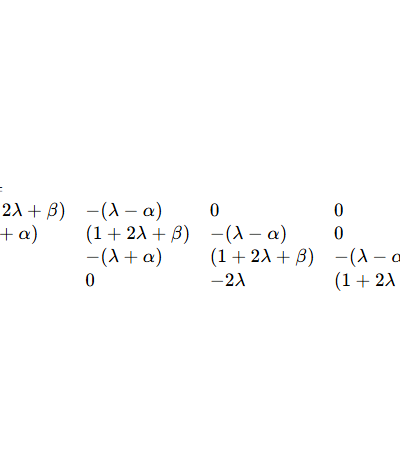 =
2λ + β) −(λ − α) 0 0
+ α) (1 + 2λ + β) −(λ − α) 0
−(λ + α) (1 + 2λ + β) −(λ − α
0 −2λ (1 + 2λ